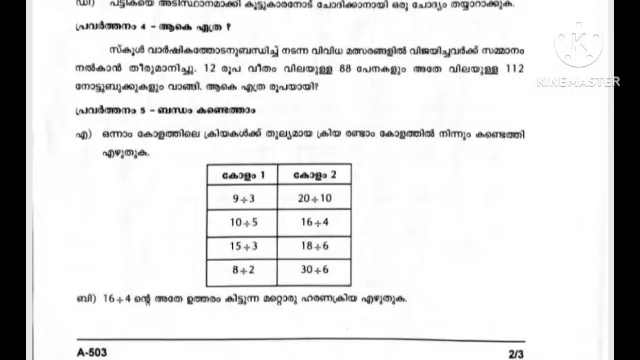 ഡി) പട്ടികയെ അടിസ്ഥാനമാക്കി കൂട്ടുകാരനോട് ചോദിക്കാനായി ഒരു ചോദ്യം തയ്യാറാക്കുക.
പ്രവർത്തനം 4 – ആകെ എത്ര ?
സ്കൂൾ വാർഷികത്തോടനുബന്ധിച്ച് നടന്ന വിവിധ മത്സരങ്ങളിൽ വിജയിച്ചവർക്ക് സമ്മാനം
നൽകാൻ തീരുമാനിച്ചു. 12 രൂപ വീതം വിലയുള്ള 88 പേനകളും അതേ വിലയുള്ള 112
നോട്ടുബുക്കുകളും വാങ്ങി. ആകെ എത്ര രൂപയായി?
പ്രവർത്തനം 5 – ബന്ധം കണ്ടെത്താം
എ) ഒന്നാം കോളത്തിലെ ക്രിയകൾക്ക് തുല്യമായ ക്രിയ രണ്ടാം കോളത്തിൽ നിന്നും കണ്ടെത്തി
എഴുതുക.
കോളം 1 കോളം 2
9÷3 20÷10
10÷5 16÷4
15÷3 18÷6
8÷2 30÷6
ബി) 16÷4 ന്റെ അതേ ഉത്തരം കിട്ടുന്ന മറ്റൊരു ഹരണക്രിയ എഴുതുക.
A-503 2/3
KINEMASTER